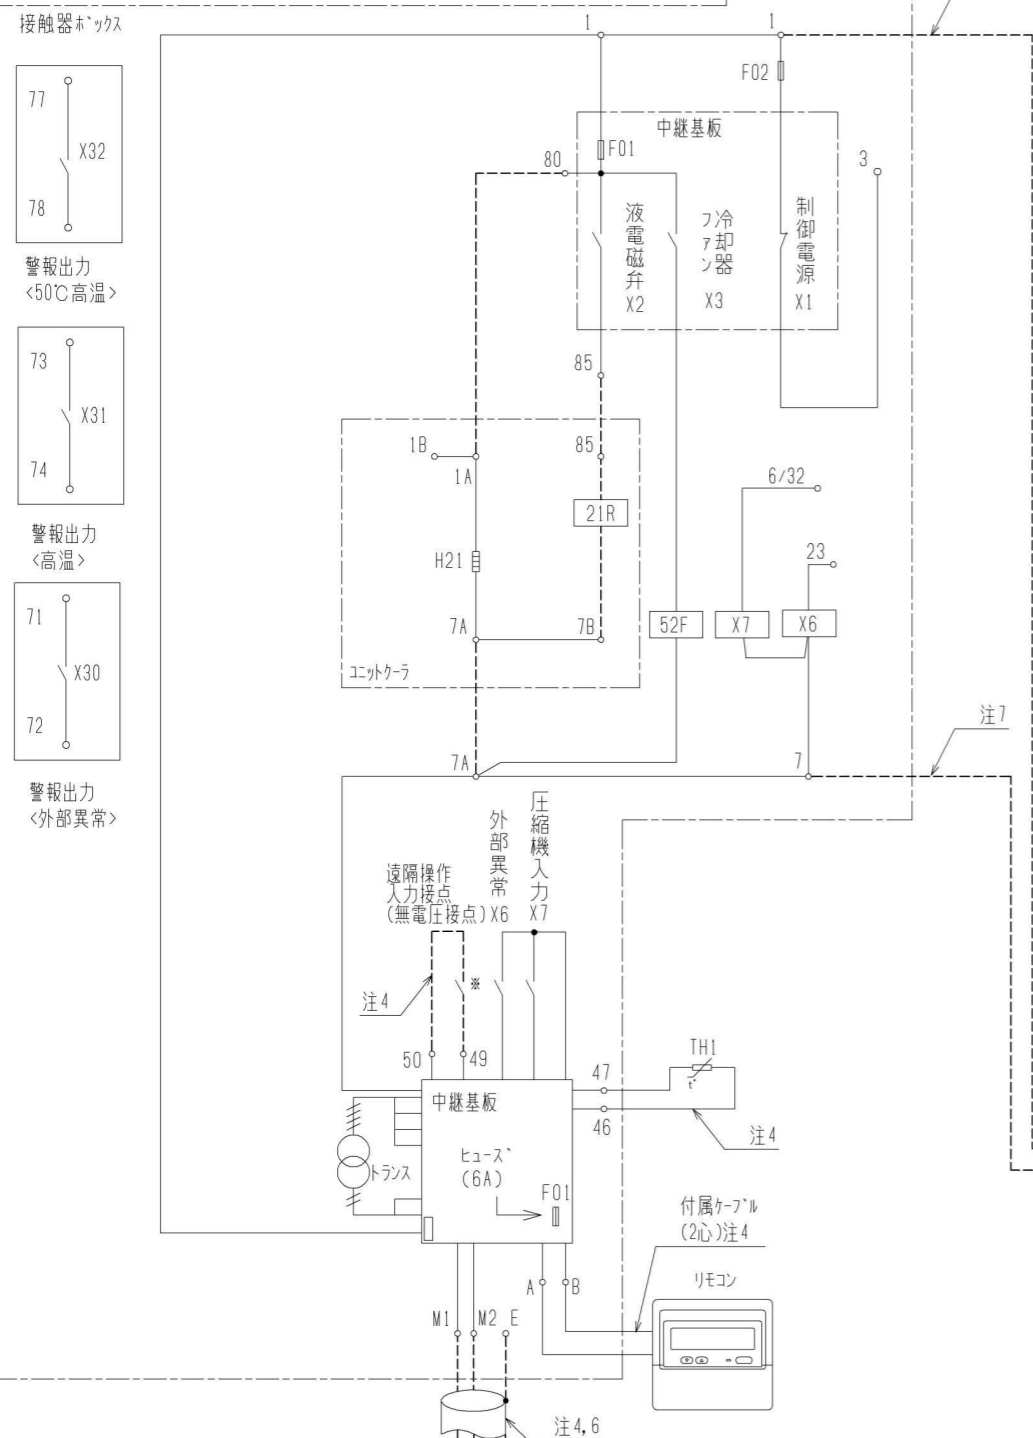 接触器ボックス
77
X32
78
警報出力
<50℃高温>
73
X31
74
警報出力
<高温>
71
X30
72
警報出力
<外部異常>
1
1
F02
中継基板
F01
80
3
液電磁弁
X2
冷却器
ファン
X3
制御電源
X1
85
1B
1A
85
21R
H21
7A
7B
ユニットクーラ
6/32
23
52F
X7
X6
7A
7
注7
遠隔操作
入力接点
(無電圧接点)
外部異常
X6
圧縮機入力
X7
※
注4
50
49
中継基板
ヒューズ
(6A)
F01
トランス
47
46
TH1
t°
注4
付属ケーブル
(2心)注4
リモコン
A
B
M1
M2
E
注4,6